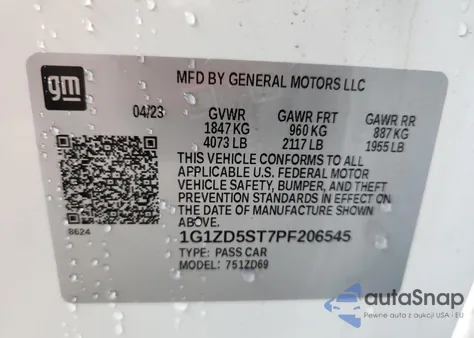 gm
MFD BY GENERAL MOTORS LLC
04/23 GVWR GAWR FRT GAWR RR
1847 KG 960 KG 887 KG
4073 LB 2117 LB 1955 LB
THIS VEHICLE CONFORMS TO ALL
APPLICABLE U.S. FEDERAL MOTOR
VEHICLE SAFETY, BUMPER, AND THEFT
PREVENTION STANDARDS IN EFFECT ON
THE DATE OF MANUFACTURE SHOWN
ABOVE.
8624
1G1ZD5ST7PF206545
TYPE: PASS CAR
MODEL: 751ZD69
autoSnap
Pewne auta z aukcji USA i EU